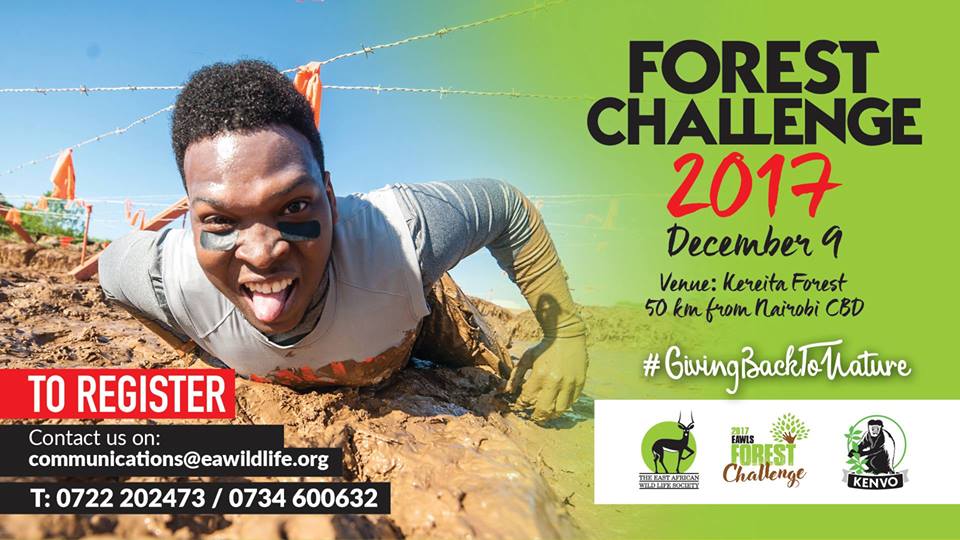 FOREST
CHALLENGE
2017
December 9
Venue: Kereita Forest
50 km from Nairobi CBD
#GivingBackToNature
TO REGISTER
Contact us on:
communications@eawildlife.org
T: 0722 202473 / 0734 600632
THE EAST AFRICAN
WILD LIFE SOCIETY
2017
EAWLS
FOREST
Challenge
KENVO